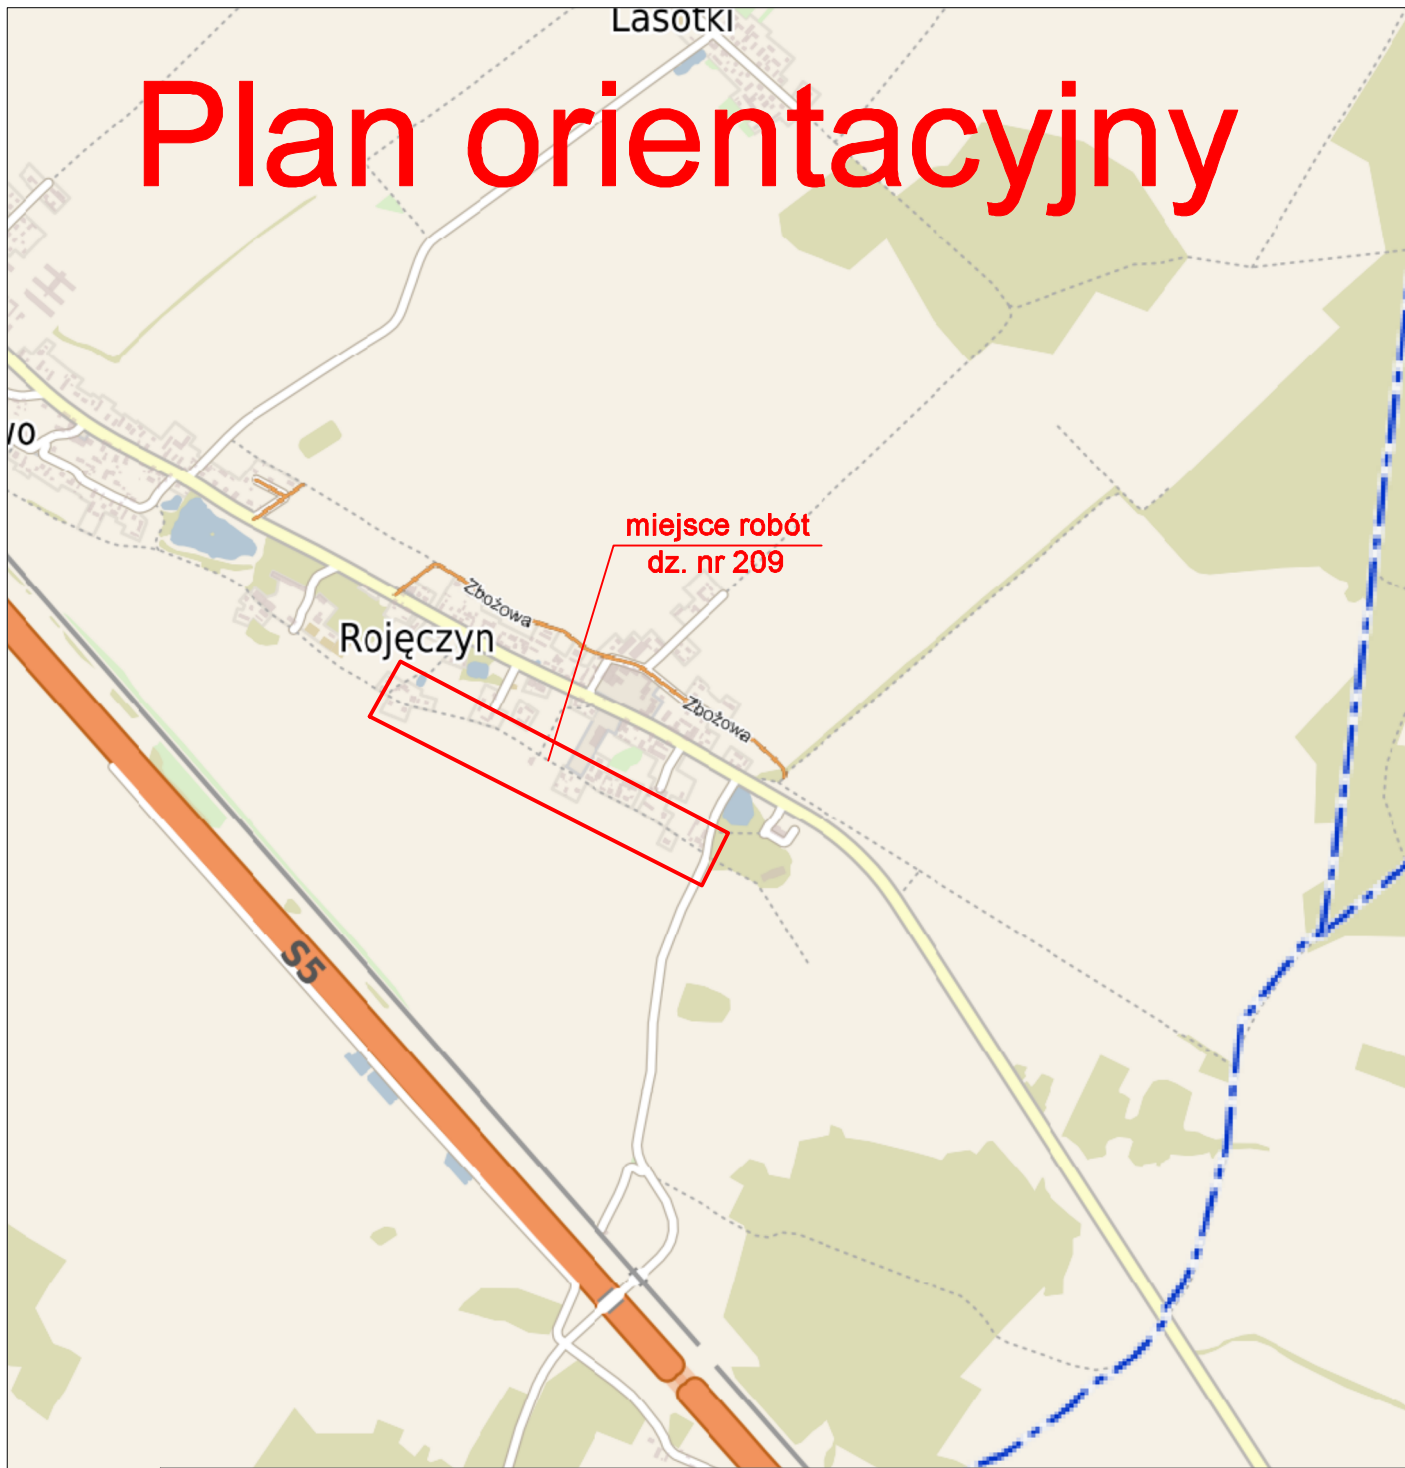 Lasotki
Plan orientacyjny
wo
miejsce robót
dz. nr 209
Zbożowa
Rojęczyn
Zbożowa
S5